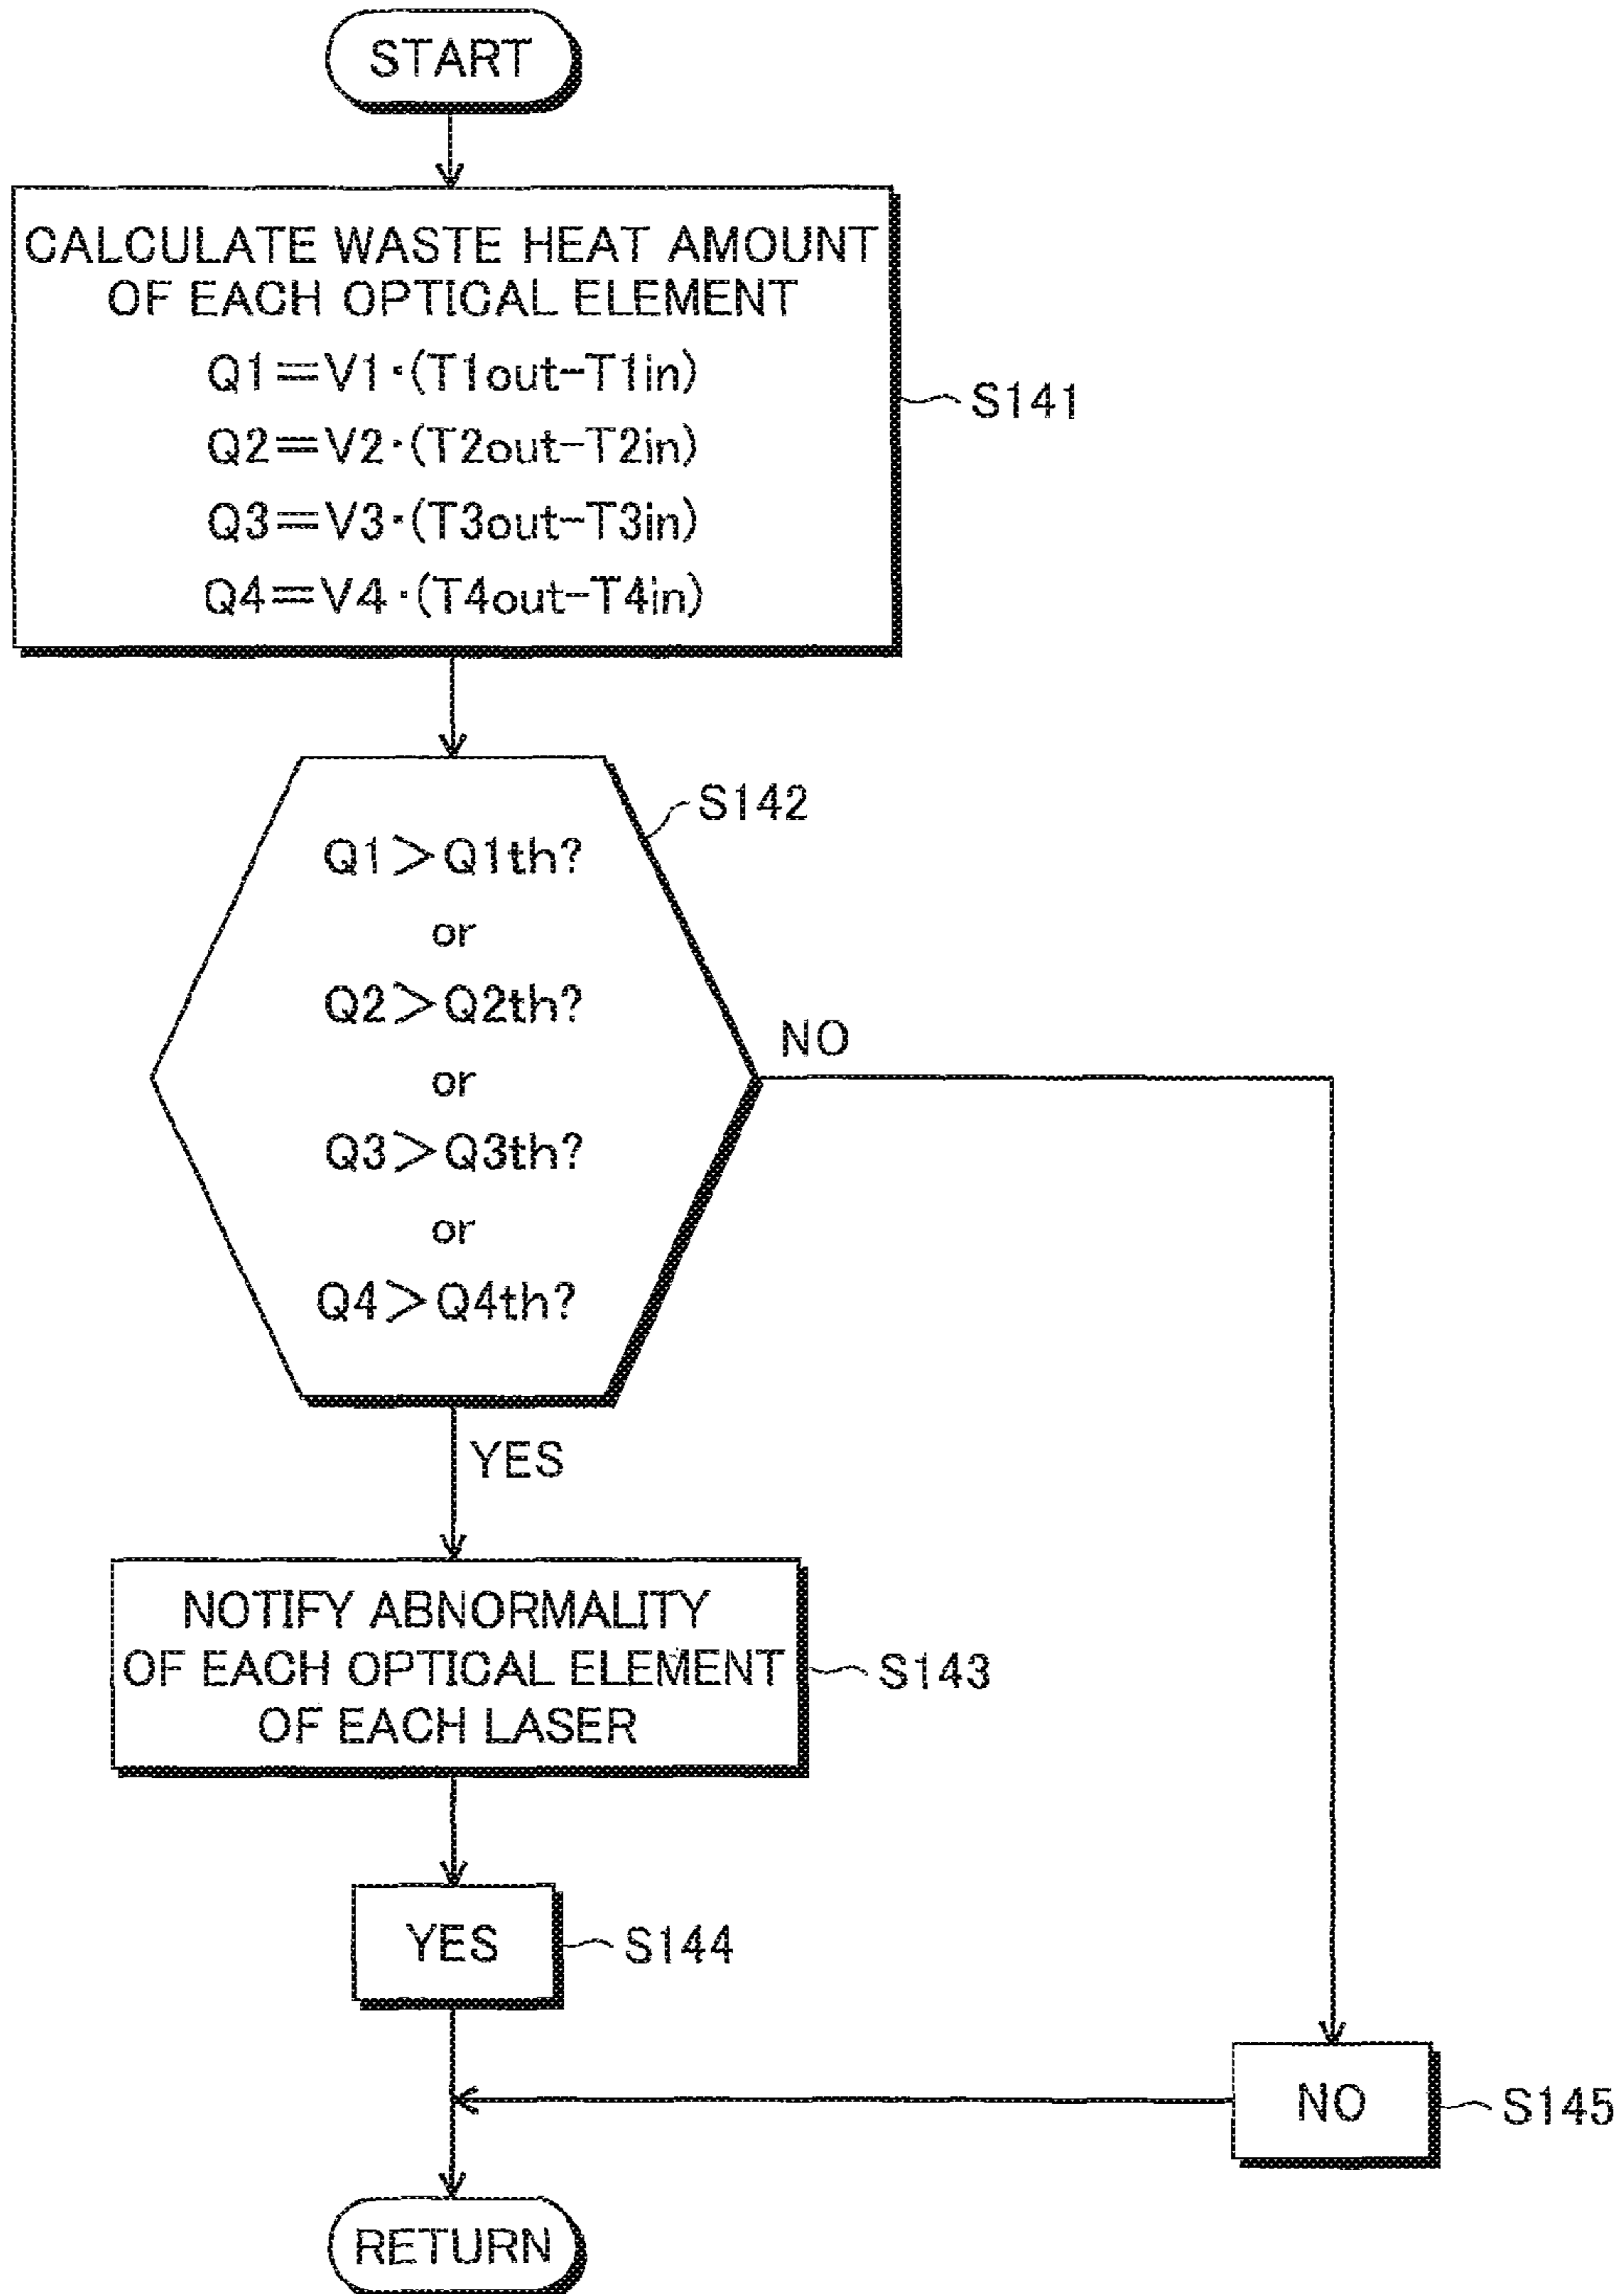 START
CALCULATE WASTE HEAT AMOUNT
OF EACH OPTICAL ELEMENT
Q1=V1·(T1out-T1in)
Q2=V2·(T2out-T2in)
Q3=V3·(T3out-T3in)
Q4=V4·(T4out-T4in)
S141
S142
Q1>Q1th?
or
Q2>Q2th?
or
Q3>Q3th?
or
Q4>Q4th?
NO
YES
NOTIFY ABNORMALITY
OF EACH OPTICAL ELEMENT
OF EACH LASER
S143
YES
S144
NO
S145
RETURN